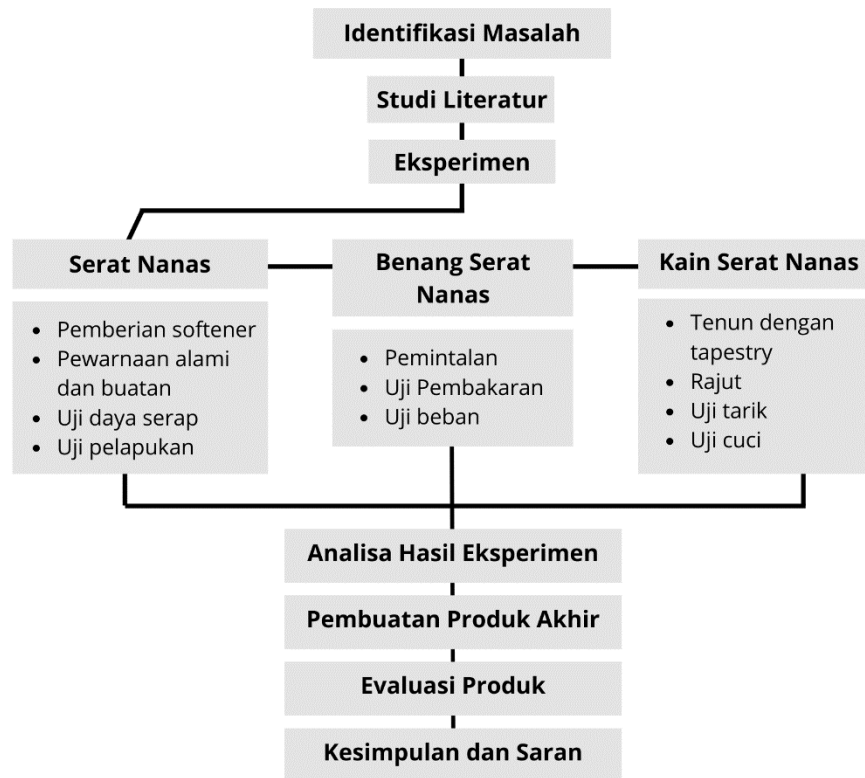 Identifikasi Masalah
Studi Literatur
Eksperimen
Serat Nanas
• Pemberian softener
• Pewarnaan alami
dan buatan
• Uji daya serap
• Uji pelapukan
Benang Serat
Nanas
• Pemintalan
• Uji Pembakaran
• Uji beban
Kain Serat Nanas
• Tenun dengan
tapestry
• Rajut
• Uji tarik
• Uji cuci
Analisa Hasil Eksperimen
Pembuatan Produk Akhir
Evaluasi Produk
Kesimpulan dan Saran